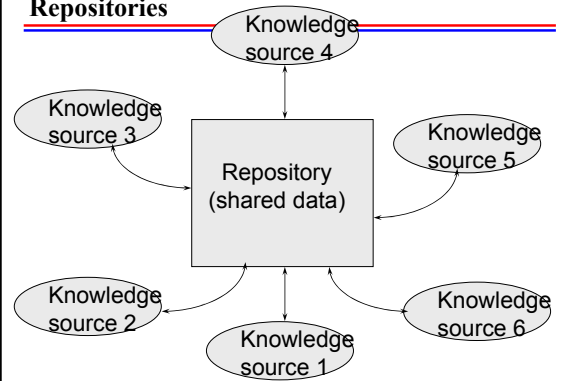 Repositories
Knowledge
source 4
Knowledge
source 3
Knowledge
source 5
Repository
(shared data)
Knowledge
source 2
Knowledge
source 6
Knowledge
source 1